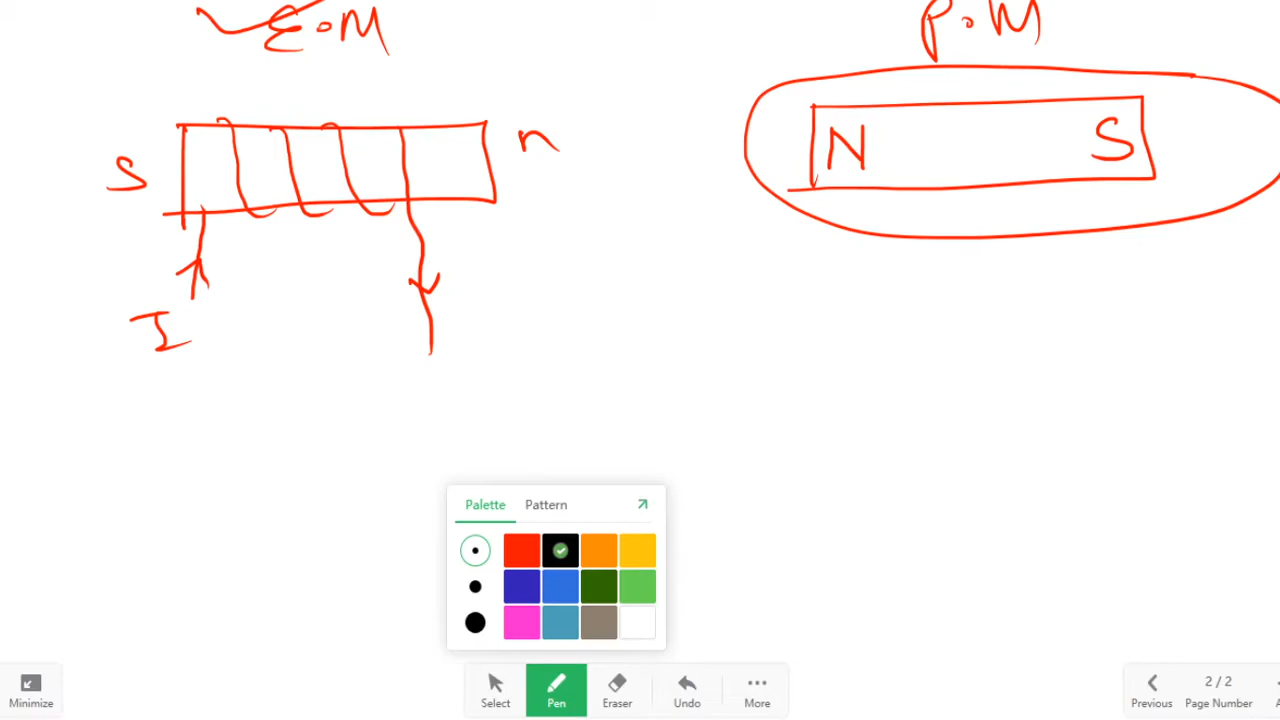 E.M
P.M
S
n
N S
I
Palette Pattern
Select Pen Eraser Undo More
Minimize
Previous
2 / 2
Page Number